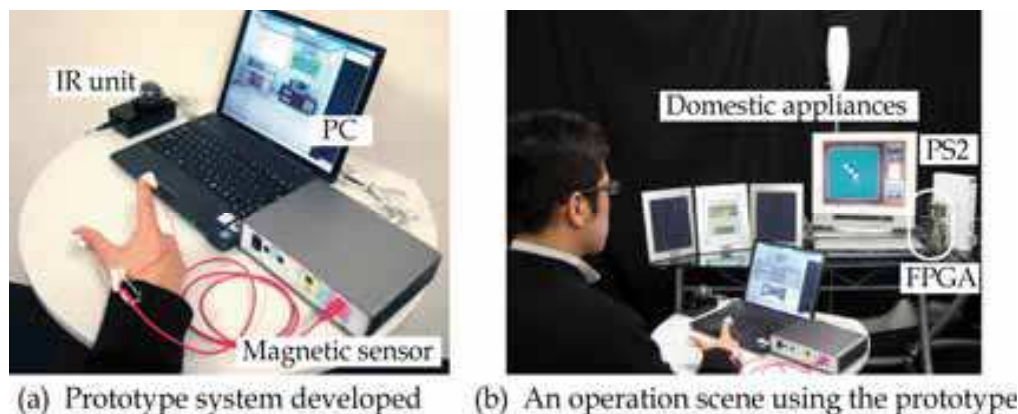 IR unit
PC
Magnetic sensor
Domestic appliances
PS2
FPGA
(a) Prototype system developed
(b) An operation scene using the prototype